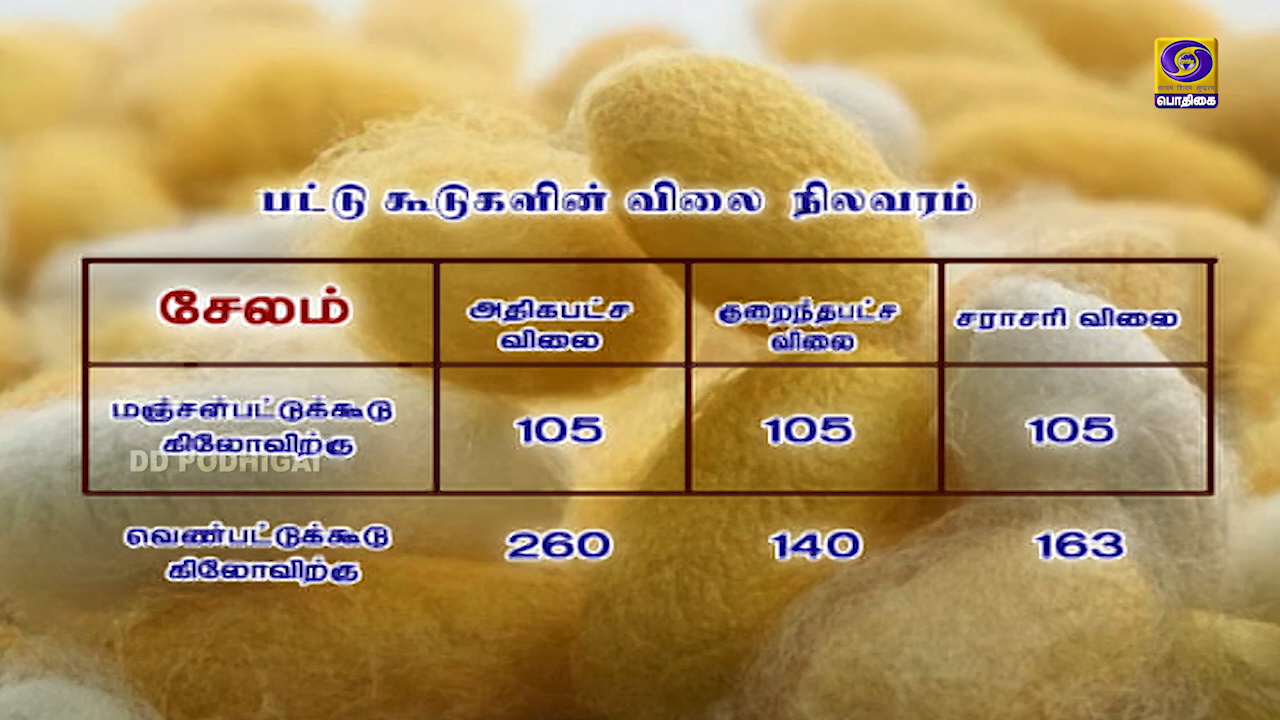 பொதிகை
பட்டு கூடுகளின் விலை நிலவரம்
சேலம்
அதிகபட்ச
விலை
குறைந்தபட்ச
விலை
சராசரி விலை
மஞ்சள்பட்டுக்கூடு
கிலோவிற்கு
105
105
105
DD PODHIGAI
வெண்பட்டுக்கூடு
கிலோவிற்கு
260
140
163